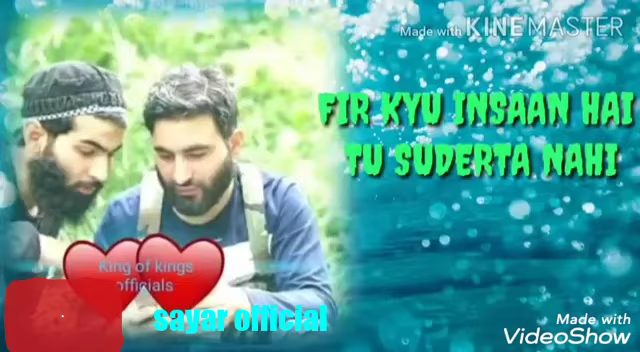 Made with KINEMASTER
FIR KYU INSAAN HAI
TU SUDERTA NAHI
King of kings
officials
sayar official
Made with
VideoShow